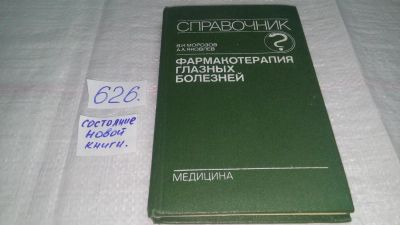 626.
СОСТОЯНИЕ
НОВОЙ
КНИГИ.
СПРАВОЧНИК
?
В.И.МОРОЗОВ
А.А.ЯКОВЛЕВ
ФАРМАКОТЕРАПИЯ
ГЛАЗНЫХ
БОЛЕЗНЕЙ
МЕДИЦИНА